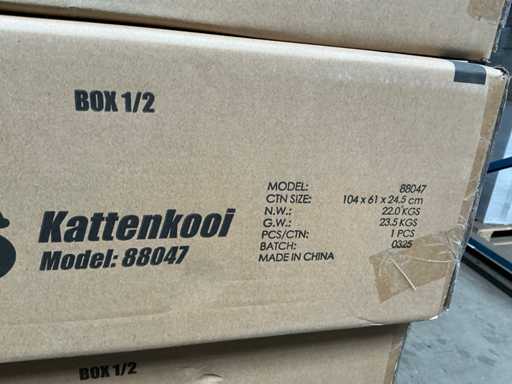 BOX 1/2
Kattenkooi
Model: 88047
MODEL: 88047
CTN SIZE: 104 x 61 x 24.5 cm
N.W.: 22.0 KGS
G.W.: 23.5 KGS
PCS/CTN: 1 PCS
BATCH: 0325
MADE IN CHINA
BOX 1/2